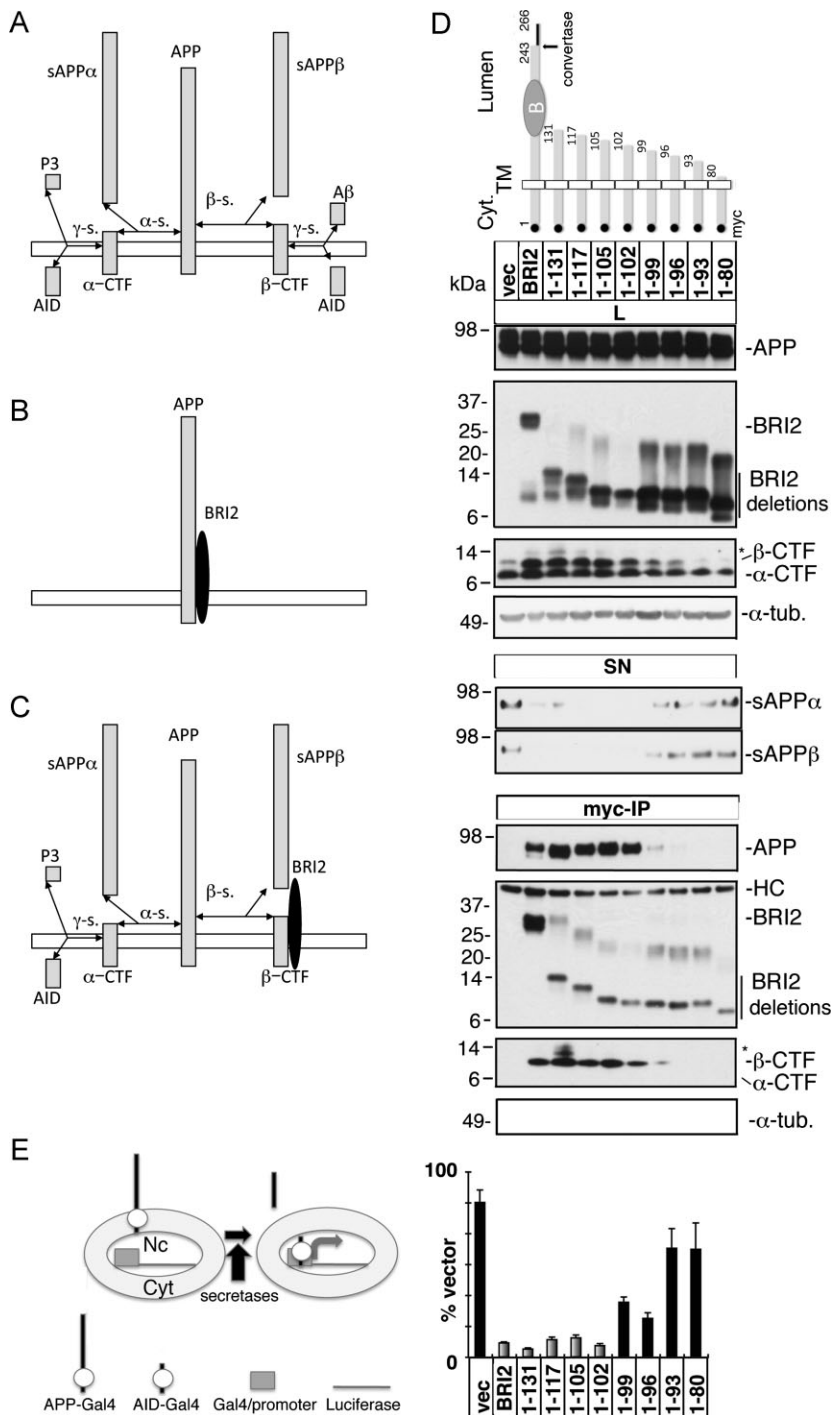 A
sAPPα
APP
sAPPβ
P3
Aβ
β-s.
γ-s.
α-s.
γ-s.
AID
α-CTF
β-CTF
AID
B
APP
BRI2
C
sAPPα
APP
sAPPβ
P3
BRI2
β-s.
γ-s.
α-s.
AID
α-CTF
β-CTF
D
Lumen
TM
Cyt.
266
243
convertase
B
131
117
105
102
99
96
93
80
1
myc
kDa
vec
BRI2
1-131
1-117
1-105
1-102
1-99
1-96
1-93
1-80
L
98
-APP
37-
25-
20-
14
6-
-BRI2
BRI2
deletions
14
6-
*
β-CTF
-α-CTF
49-
-α-tub.
SN
98
-sAPPα
98
-sAPPβ
myc-IP
98
-APP
-HC
37-
25-
20-
14
6-
-BRI2
BRI2
deletions
14
6-
*
-β-CTF
α-CTF
49-
-α-tub.
E
Nc
Cyt
secretases
APP-Gal4
AID-Gal4
Gal4/promoter
Luciferase
100
% vector
0
vec
BRI2
1-131
1-117
1-105
1-102
1-99
1-96
1-93
1-80